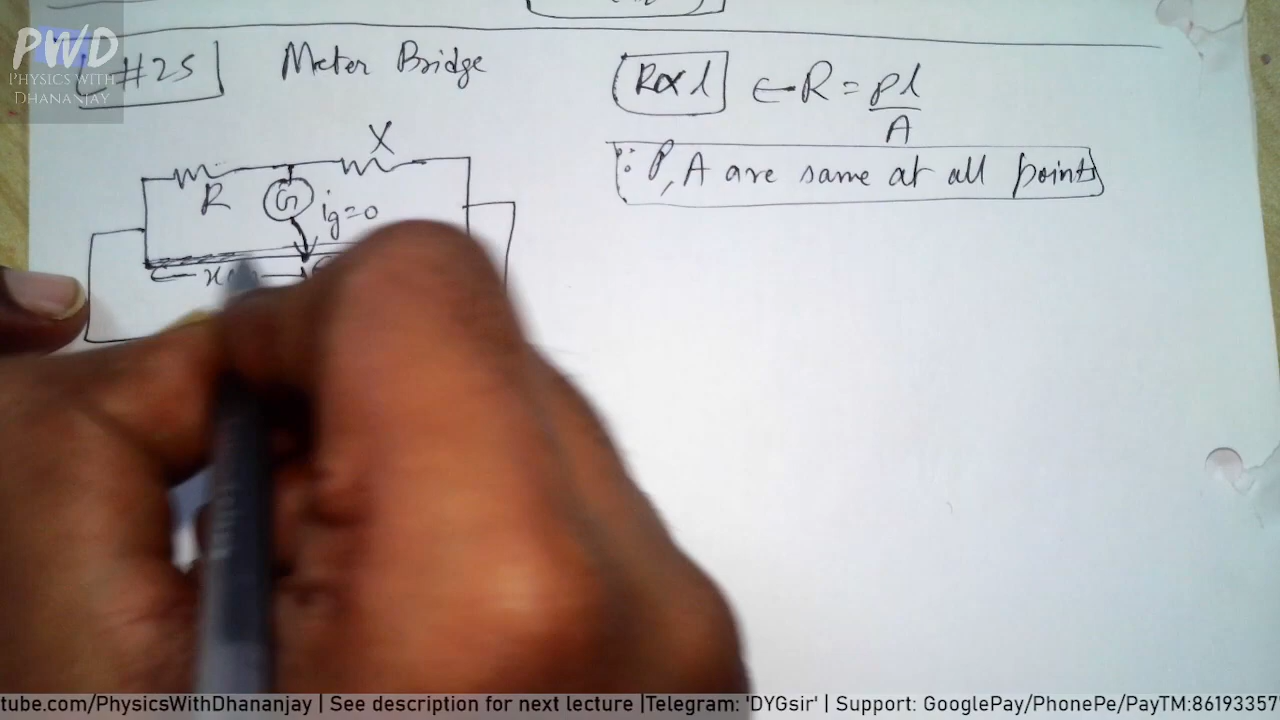 PWD
PHYSICS WITH
DHANANJAY
L#25
Meter Bridge
R∝l ← R = ρl
A
∵ ρ, A are same at all points
X
R
G
ig=0
tube.com/PhysicsWithDhananjay | See description for next lecture |Telegram: 'DYGsir' | Support: GooglePay/PhonePe/PayTM:86193357